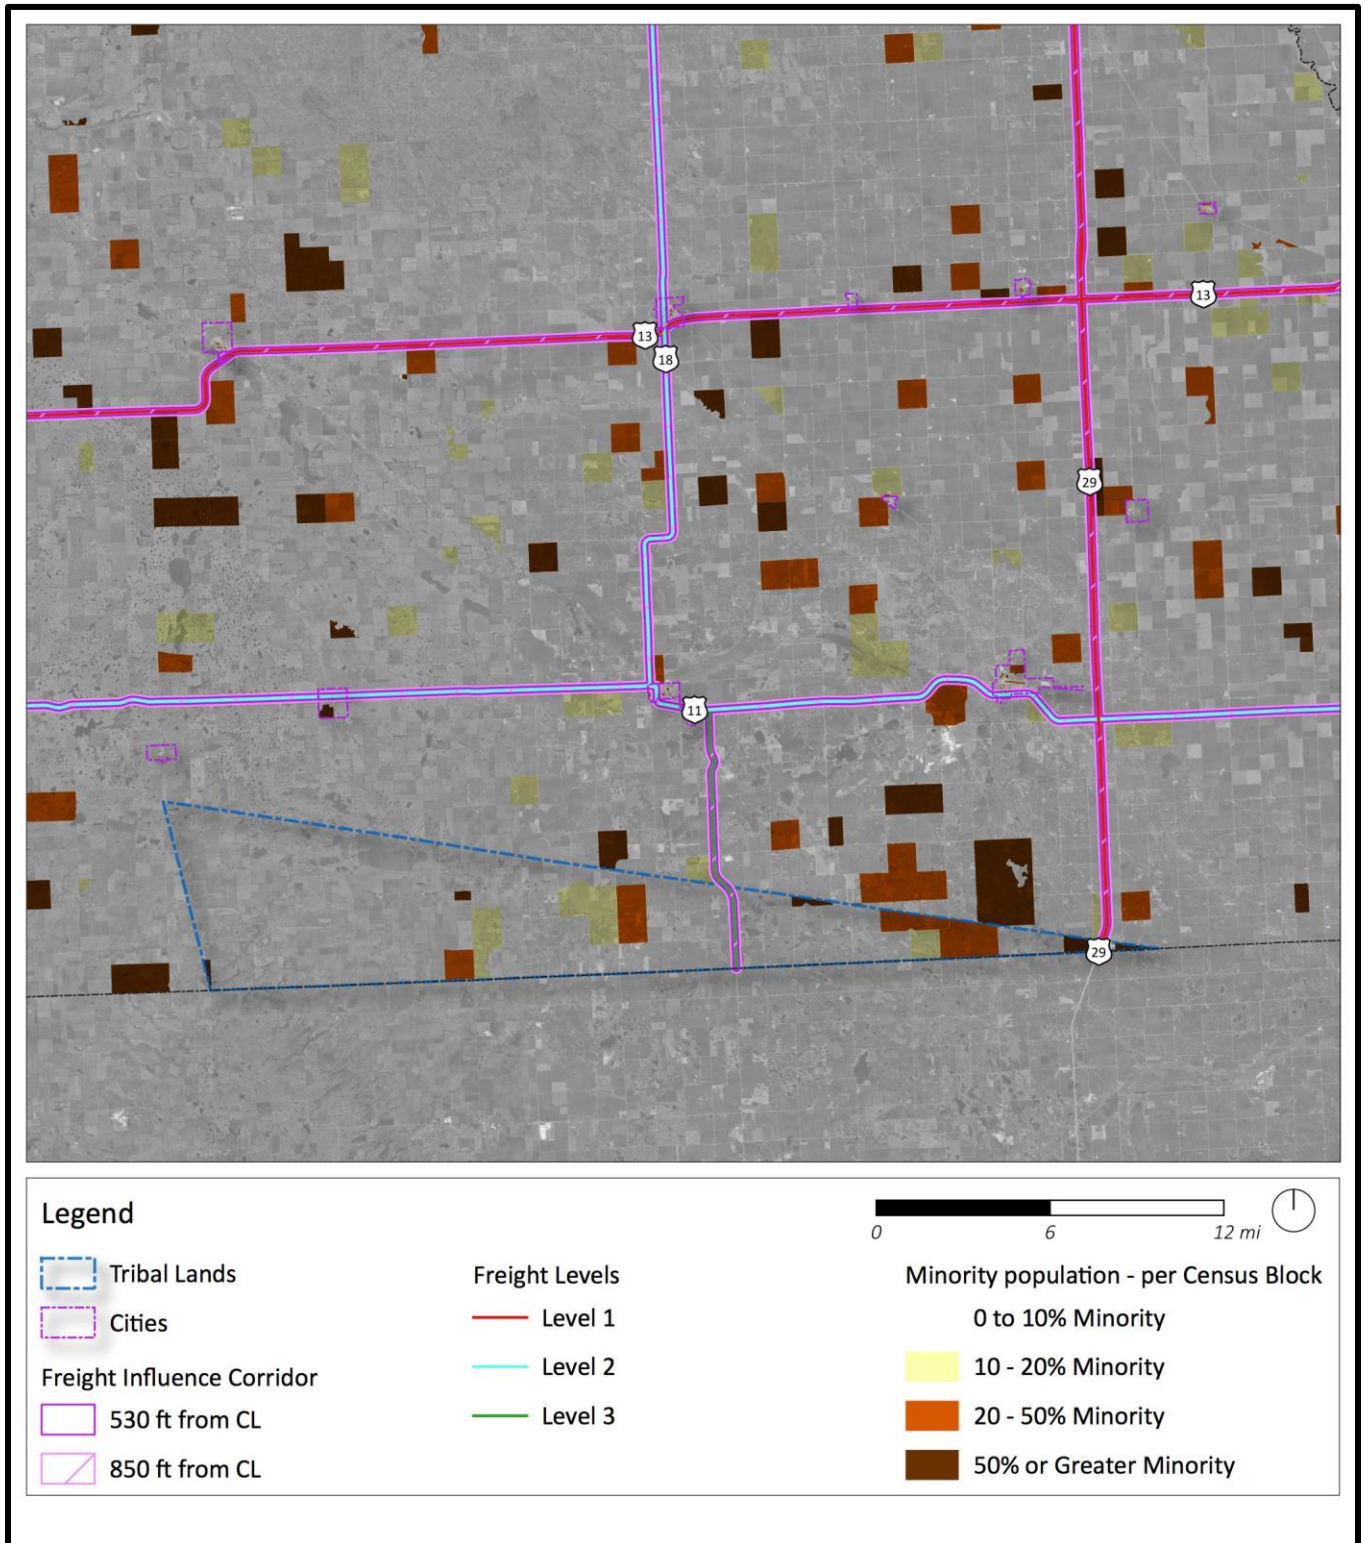 13
13
18
29
11
29
Legend
0 6 12 mi
Tribal Lands
Cities
Freight Influence Corridor
530 ft from CL
850 ft from CL
Freight Levels
Level 1
Level 2
Level 3
Minority population - per Census Block
0 to 10% Minority
10 - 20% Minority
20 - 50% Minority
50% or Greater Minority